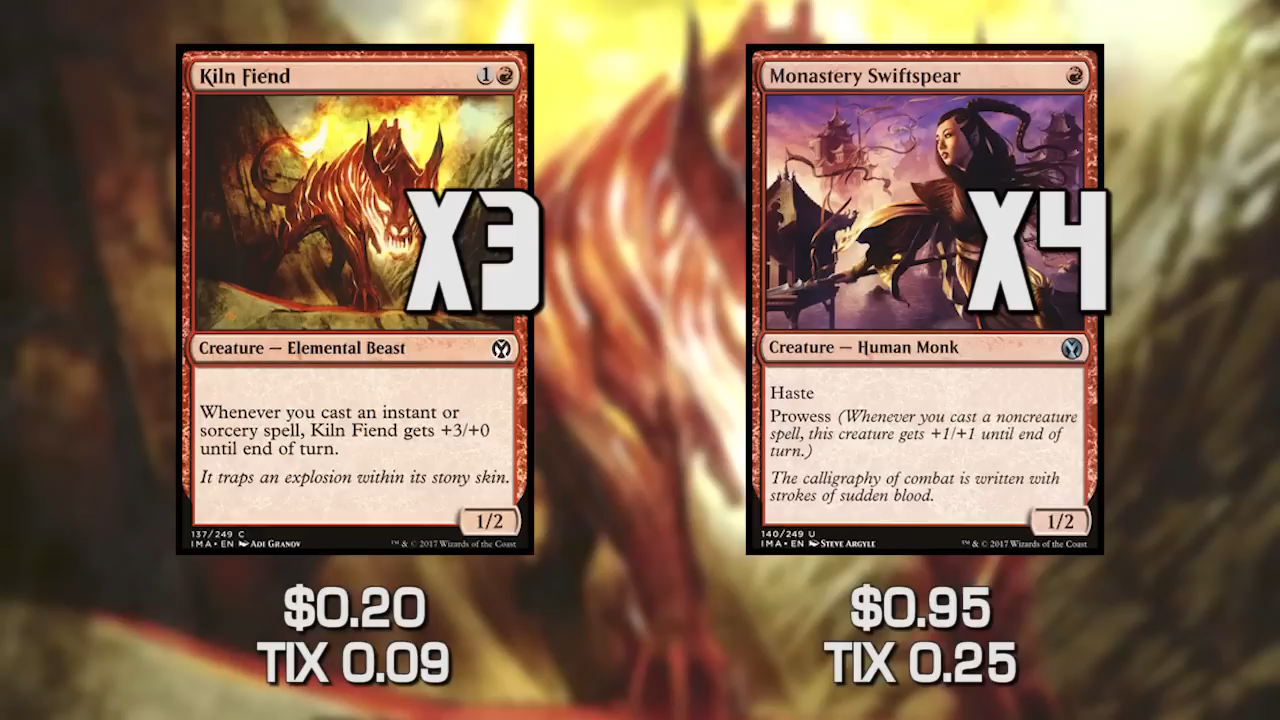 Kiln Fiend 1
X3
Creature — Elemental Beast
Whenever you cast an instant or
sorcery spell, Kiln Fiend gets +3/+0
until end of turn.
It traps an explosion within its stony skin.
1/2
137/249 C
IMA • EN Adi Granov ™ & © 2017 Wizards of the Coast
$0.20
TIX 0.09
Monastery Swiftspear
X4
Creature — Human Monk
Haste
Prowess (Whenever you cast a noncreature
spell, this creature gets +1/+1 until end of
turn.)
The calligraphy of combat is written with
strokes of sudden blood.
1/2
140/249 U
IMA • EN Steve Argyle ™ & © 2017 Wizards of the Coast
$0.95
TIX 0.25